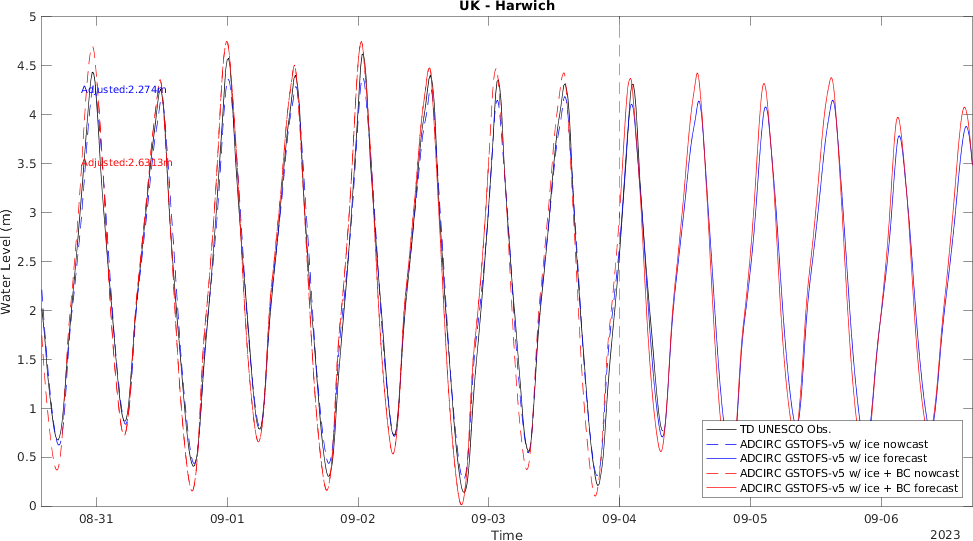 UK - Harwich
5
4.5
4
3.5
3
2.5
2
1.5
1
0.5
0
Water Level (m)
Adjusted:2.274m
Adjusted:2.6313m
TD UNESCO Obs.
ADCIRC GSTOFS-v5 w/ ice nowcast
ADCIRC GSTOFS-v5 w/ ice forecast
ADCIRC GSTOFS-v5 w/ ice + BC nowcast
ADCIRC GSTOFS-v5 w/ ice + BC forecast
08-31 09-01 09-02 09-03 09-04 09-05 09-06
Time
2023